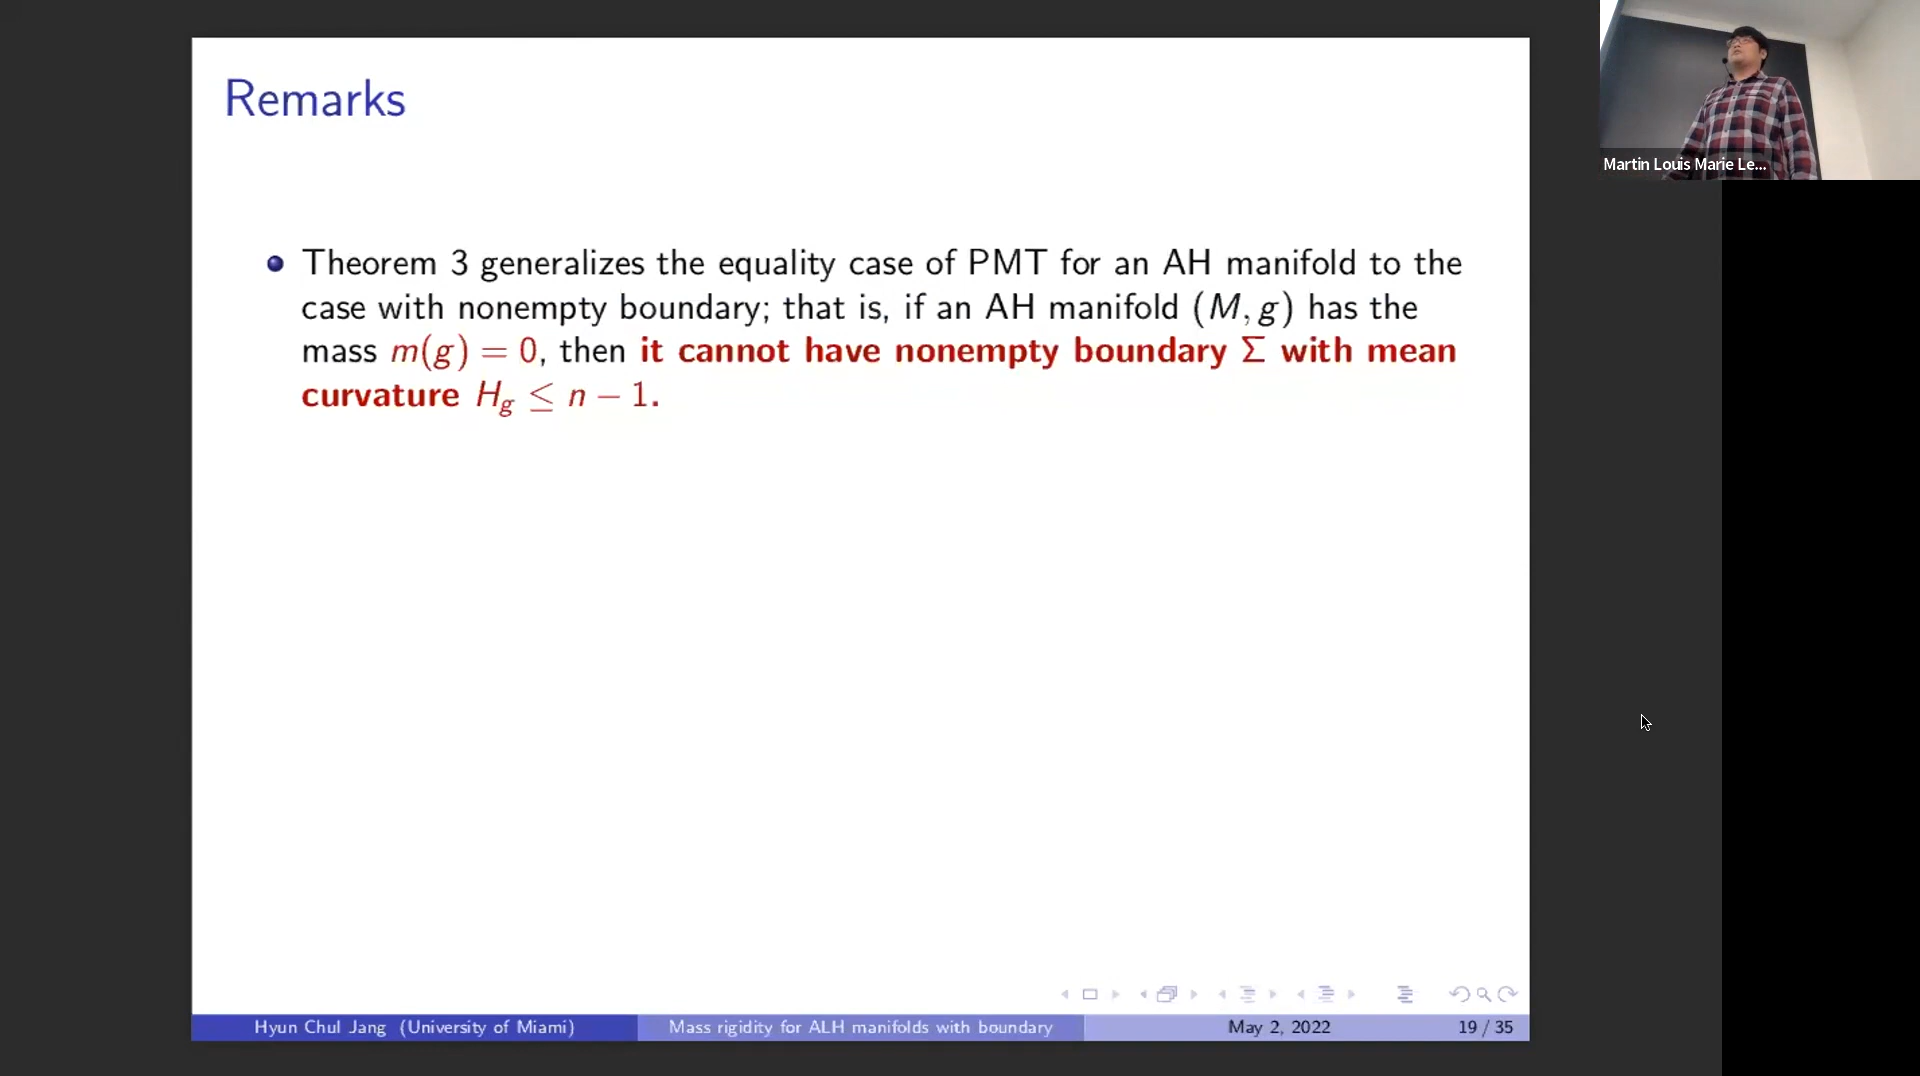 Remarks
Theorem 3 generalizes the equality case of PMT for an AH manifold to the
case with nonempty boundary; that is, if an AH manifold (M, g) has the
mass m(g) = 0, then it cannot have nonempty boundary Σ with mean
curvature H_g ≤ n − 1.
Hyun Chul Jang (University of Miami)
Mass rigidity for ALH manifolds with boundary
May 2, 2022
19 / 35
Martin Louis Marie Le...